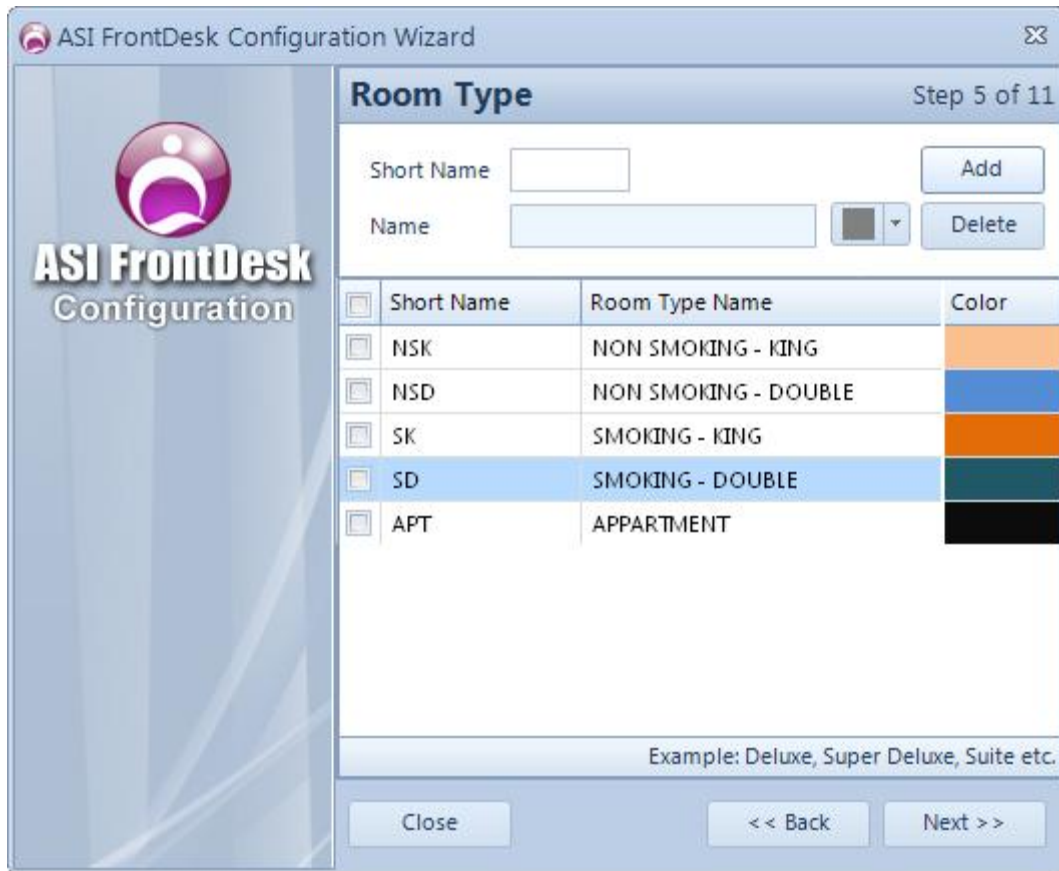 ASI FrontDesk Configuration Wizard
ASI FrontDesk
Configuration
Room Type Step 5 of 11
Short Name Add
Name Delete
Short Name Room Type Name Color
NSK NON SMOKING - KING
NSD NON SMOKING - DOUBLE
SK SMOKING - KING
SD SMOKING - DOUBLE
APT APPARTMENT
Example: Deluxe, Super Deluxe, Suite etc.
Close << Back Next >>